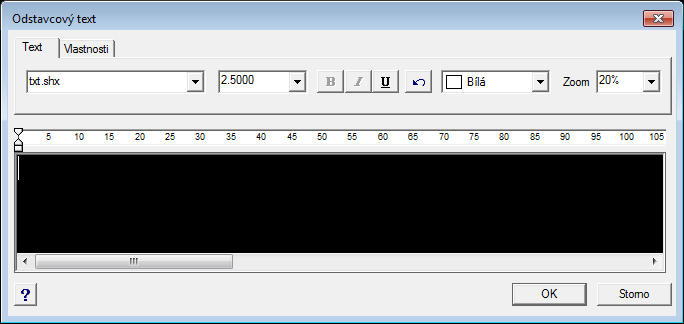 Odstavcový text
Text Vlastnosti
txt.shx 2.5000 B I U Bílá Zoom 20%
5 10 15 20 25 30 35 40 45 50 55 60 65 70 75 80 85 90 95 100 105
? OK Storno